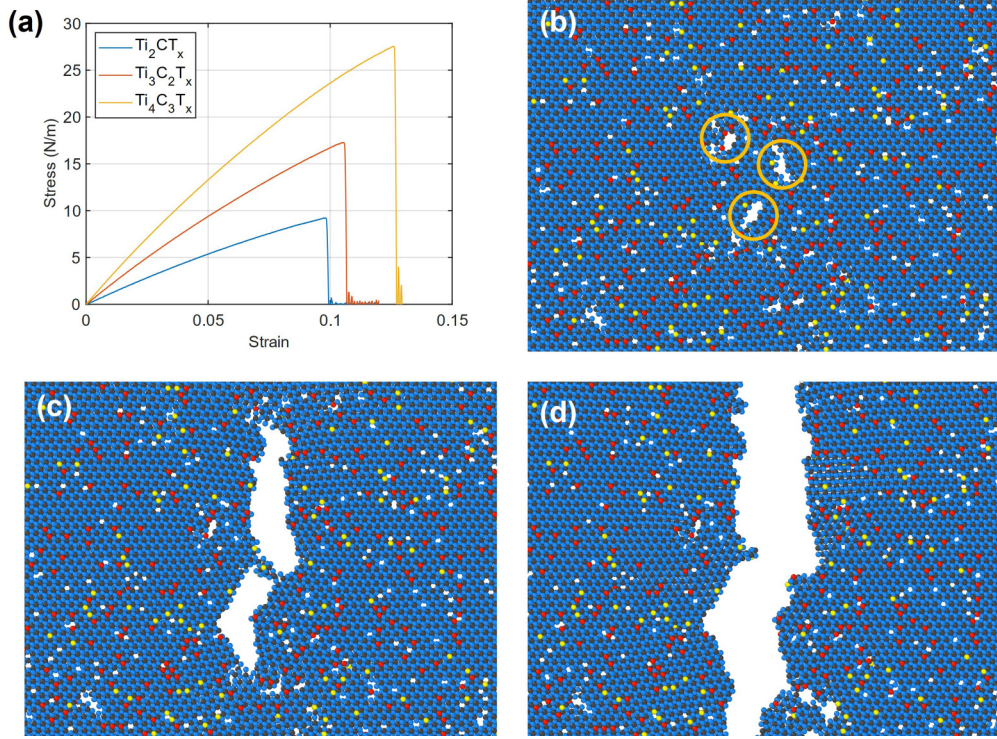 (a)
30
25
20
15
10
5
0
Stress (N/m)
Ti₂CTₓ
Ti₃C₂Tₓ
Ti₄C₃Tₓ
0
0.05
0.1
0.15
Strain
(b)
(c)
(d)